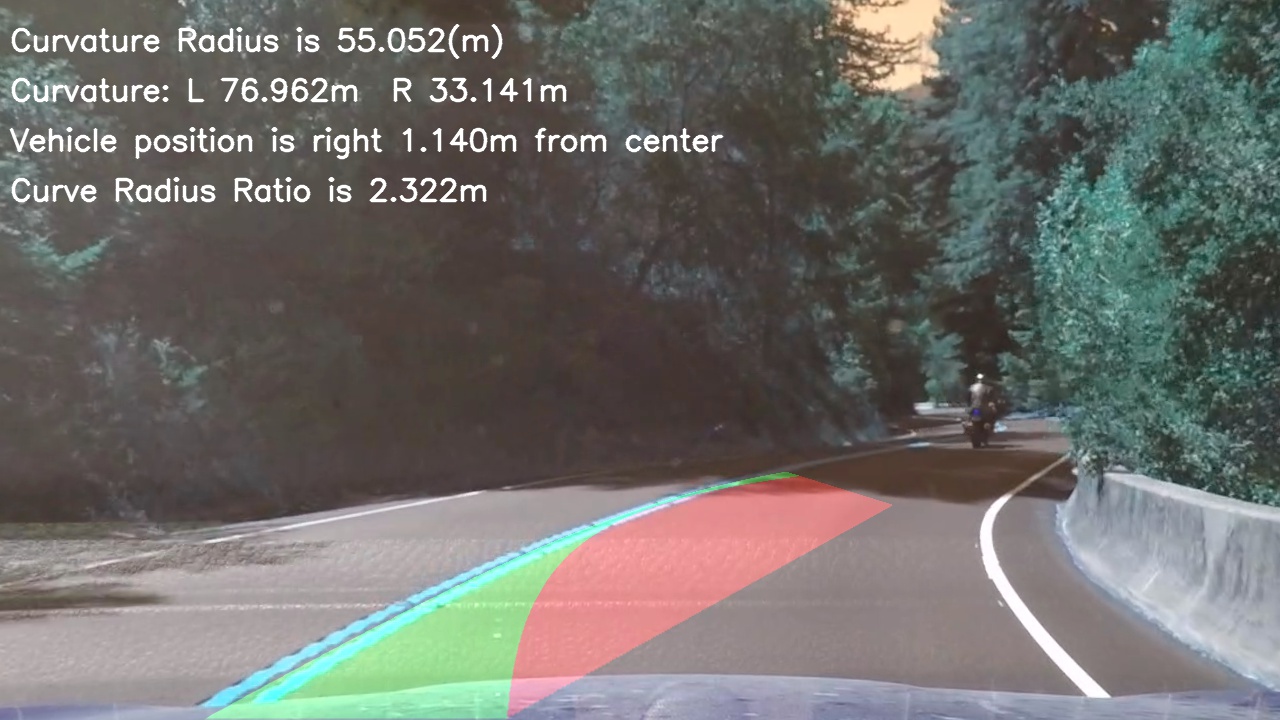 Curvature Radius is 55.052(m)
Curvature: L 76.962m R 33.141m
Vehicle position is right 1.140m from center
Curve Radius Ratio is 2.322m